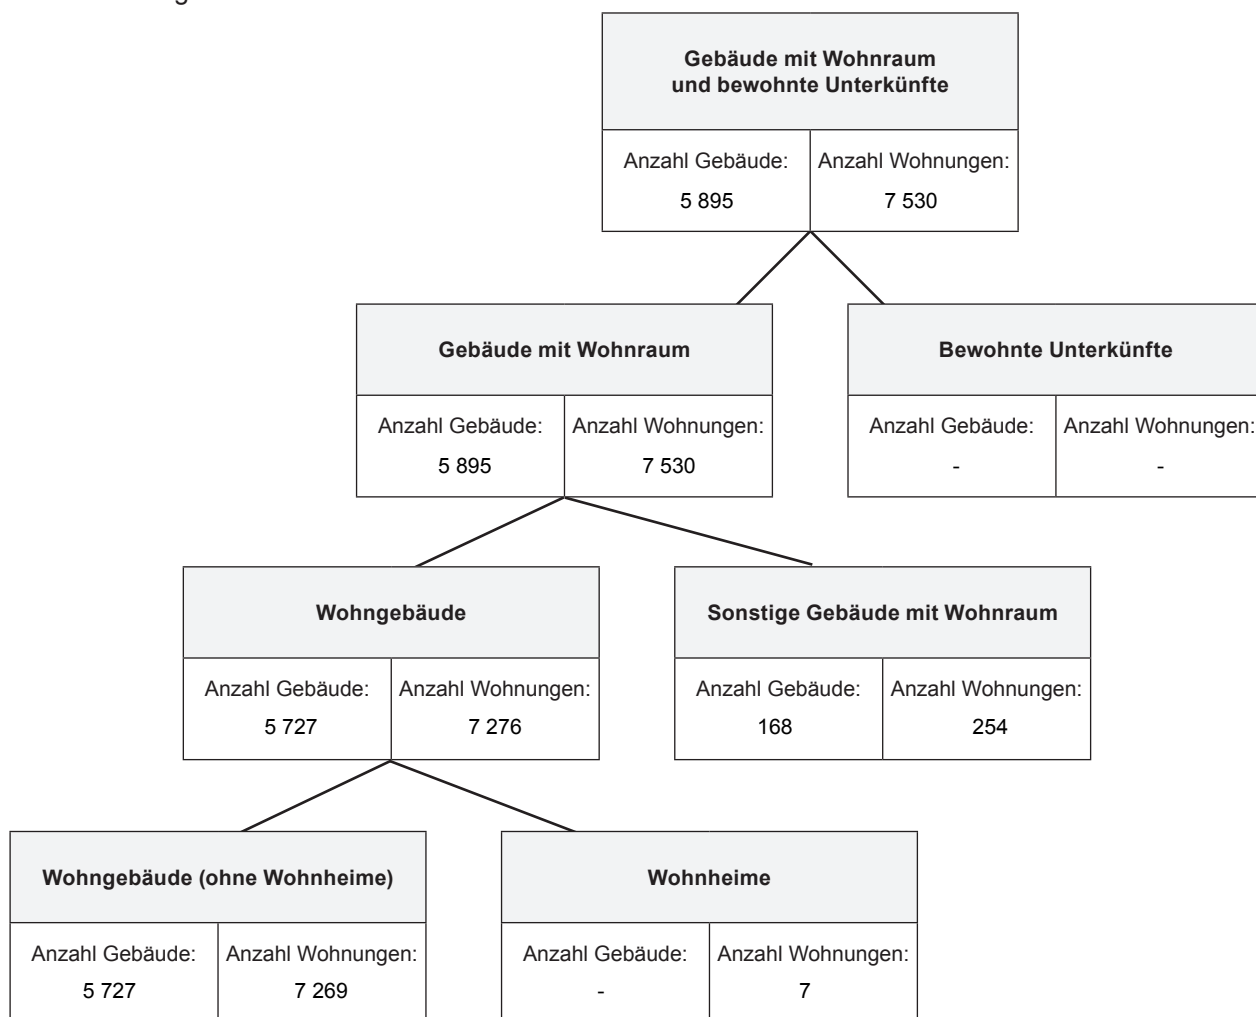 Gebäude mit Wohnraum
und bewohnte Unterkünfte
Anzahl Gebäude:
5 895
Anzahl Wohnungen:
7 530
Gebäude mit Wohnraum
Anzahl Gebäude:
5 895
Anzahl Wohnungen:
7 530
Bewohnte Unterkünfte
Anzahl Gebäude:
-
Anzahl Wohnungen:
-
Wohngebäude
Anzahl Gebäude:
5 727
Anzahl Wohnungen:
7 276
Sonstige Gebäude mit Wohnraum
Anzahl Gebäude:
168
Anzahl Wohnungen:
254
Wohngebäude (ohne Wohnheime)
Anzahl Gebäude:
5 727
Anzahl Wohnungen:
7 269
Wohnheime
Anzahl Gebäude:
-
Anzahl Wohnungen:
7